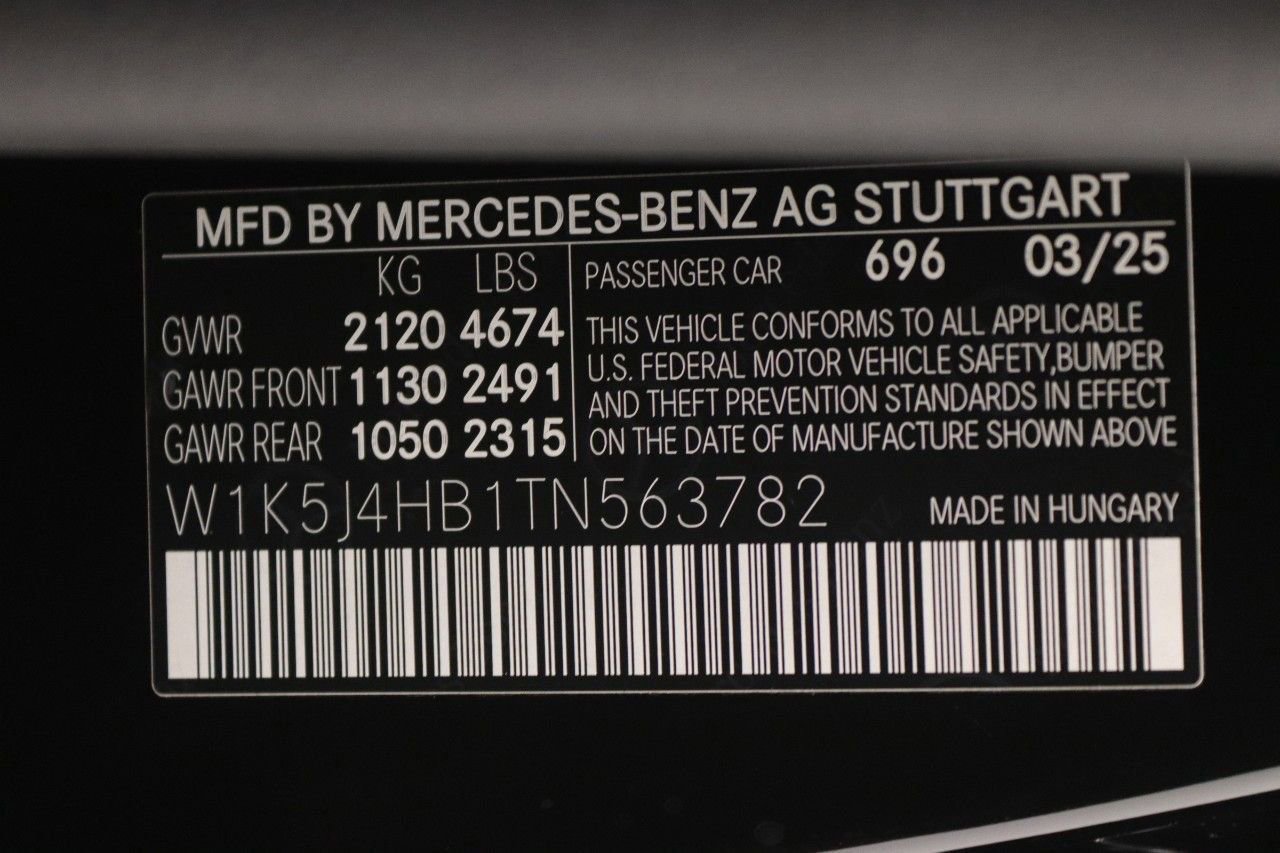 MFD BY MERCEDES-BENZ AG STUTTGART
KG LBS
GVWR 2120 4674
GAWR FRONT 1130 2491
GAWR REAR 1050 2315
PASSENGER CAR 696 03/25
THIS VEHICLE CONFORMS TO ALL APPLICABLE
U.S. FEDERAL MOTOR VEHICLE SAFETY,BUMPER
AND THEFT PREVENTION STANDARDS IN EFFECT
ON THE DATE OF MANUFACTURE SHOWN ABOVE
W1K5J4HB1TN563782
MADE IN HUNGARY